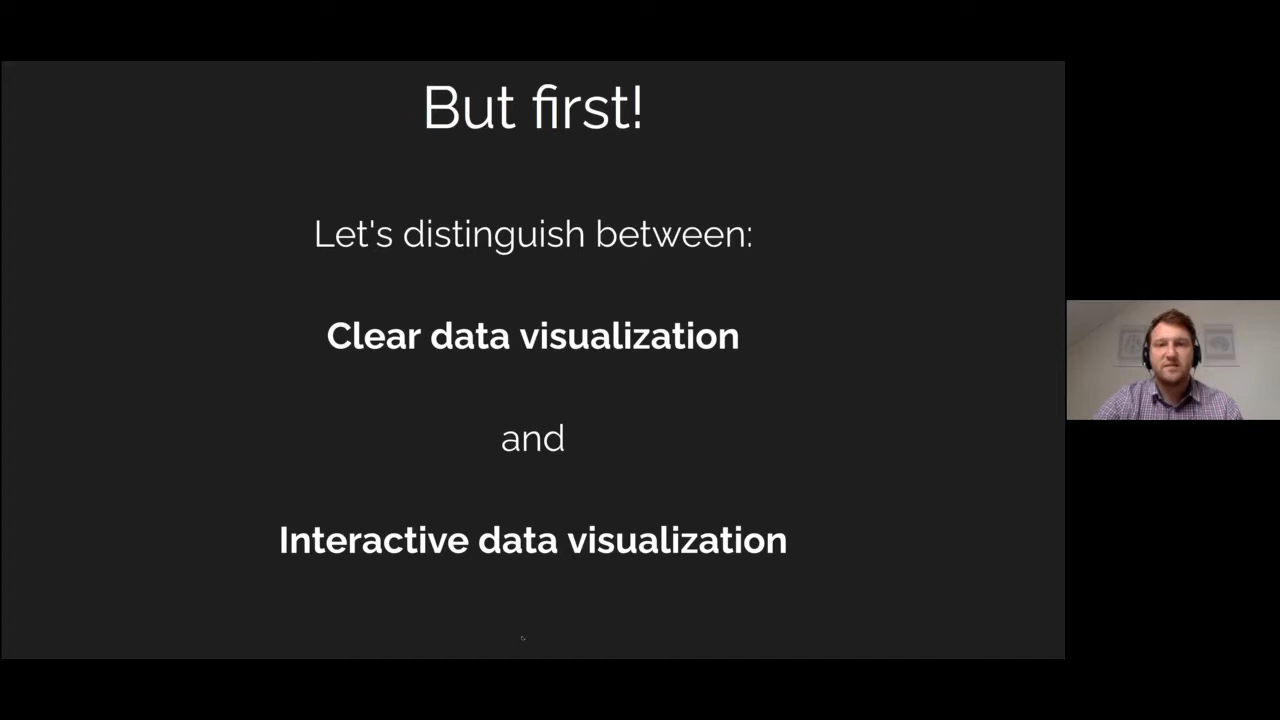 But first!
Let's distinguish between:
Clear data visualization
and
Interactive data visualization